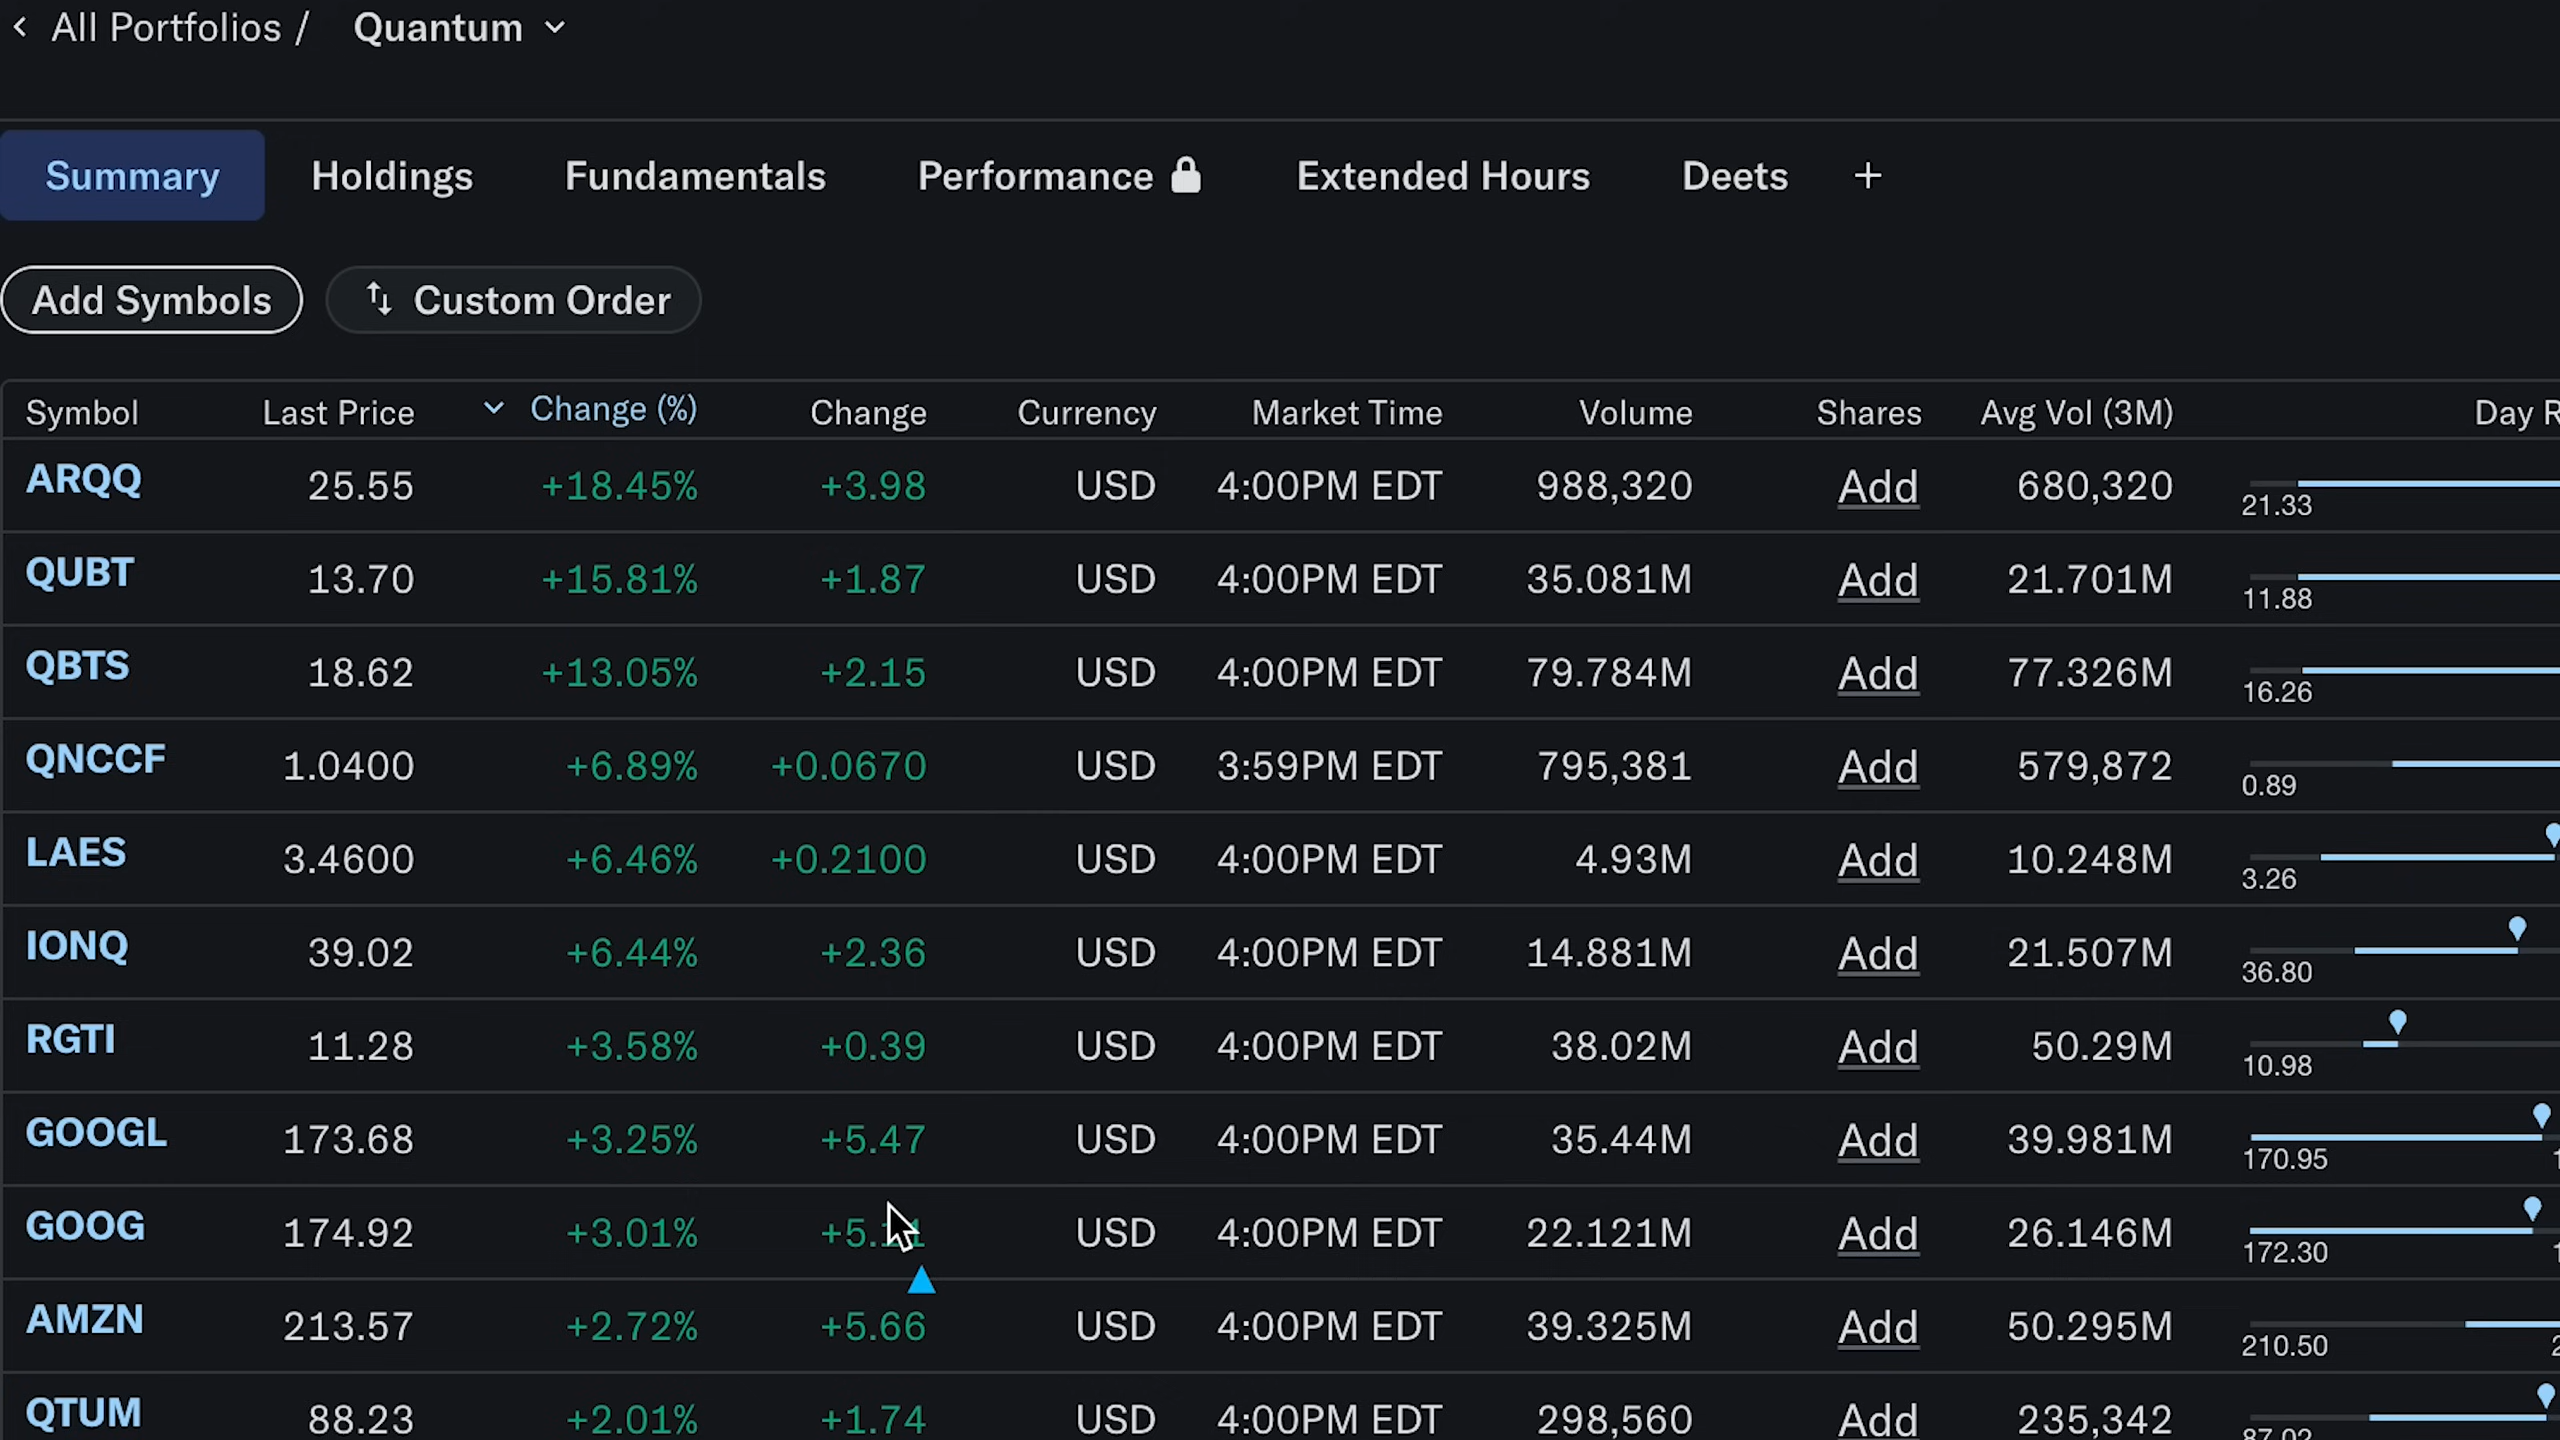 All Portfolios / Quantum
Summary Holdings Fundamentals Performance Extended Hours Deets +
Add Symbols Custom Order
Symbol Last Price Change (%) Change Currency Market Time Volume Shares Avg Vol (3M) Day R
ARQQ 25.55 +18.45% +3.98 USD 4:00PM EDT 988,320 Add 680,320 21.33
QUBT 13.70 +15.81% +1.87 USD 4:00PM EDT 35.081M Add 21.701M 11.88
QBTS 18.62 +13.05% +2.15 USD 4:00PM EDT 79.784M Add 77.326M 16.26
QNCCF 1.0400 +6.89% +0.0670 USD 3:59PM EDT 795,381 Add 579,872 0.89
LAES 3.4600 +6.46% +0.2100 USD 4:00PM EDT 4.93M Add 10.248M 3.26
IONQ 39.02 +6.44% +2.36 USD 4:00PM EDT 14.881M Add 21.507M 36.80
RGTI 11.28 +3.58% +0.39 USD 4:00PM EDT 38.02M Add 50.29M 10.98
GOOGL 173.68 +3.25% +5.47 USD 4:00PM EDT 35.44M Add 39.981M 170.95
GOOG 174.92 +3.01% USD 4:00PM EDT 22.121M Add 26.146M 172.30
AMZN 213.57 +2.72% +5.66 USD 4:00PM EDT 39.325M Add 50.295M 210.50
QTUM 88.23 +2.01% +1.74 USD 4:00PM EDT 298,560 Add 235,342